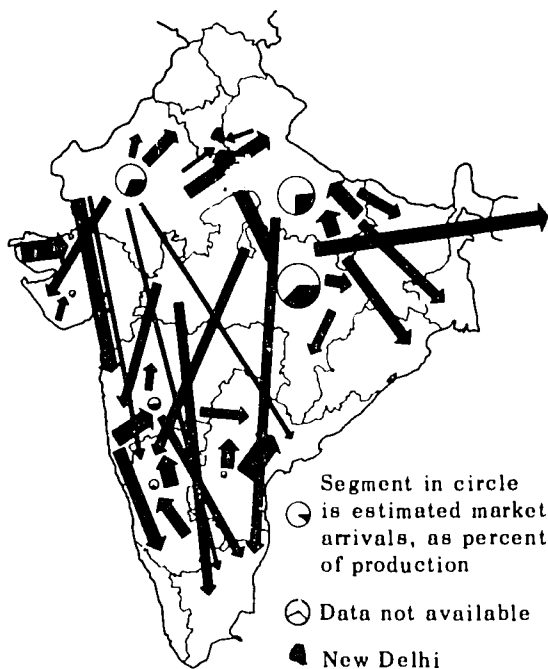 Segment in circle
is estimated market
arrivals, as percent
of production
Data not available
New Delhi